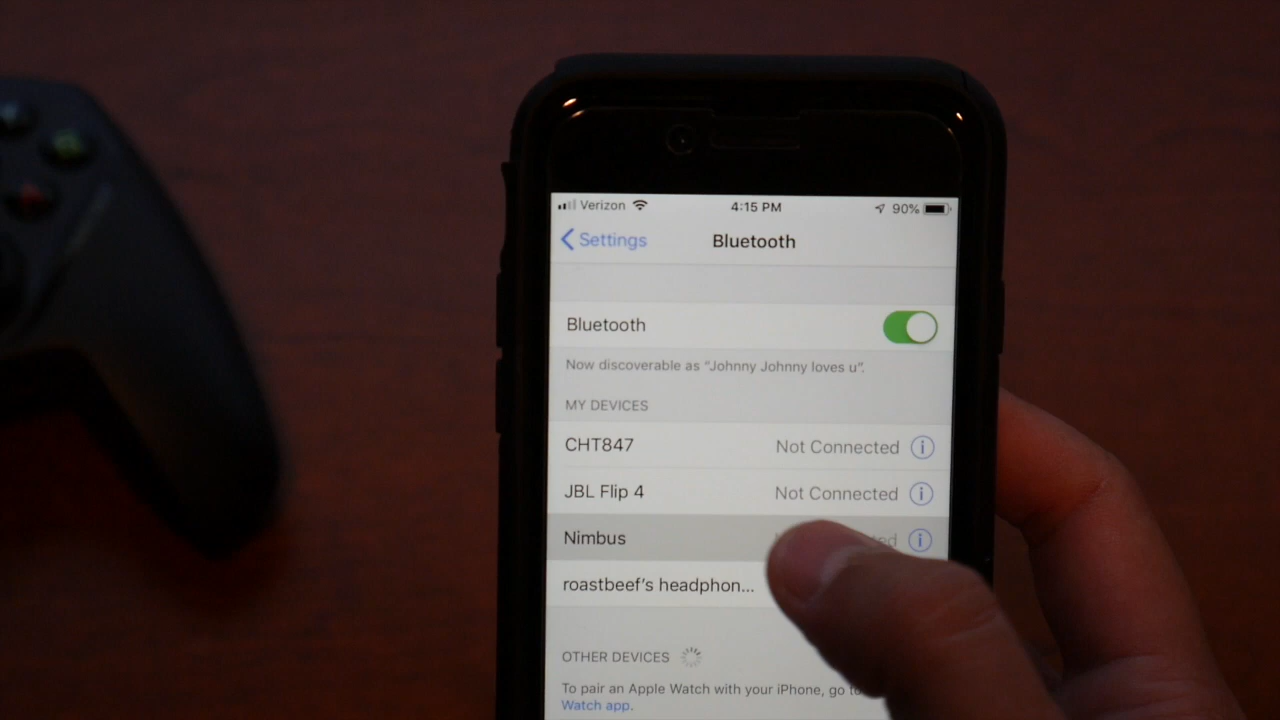 Verizon 4:15 PM 90%
Settings Bluetooth
Bluetooth
Now discoverable as “Johnny Johnny loves u”.
MY DEVICES
CHT847 Not Connected
JBL Flip 4 Not Connected
Nimbus
roastbeef’s headphon...
OTHER DEVICES
To pair an Apple Watch with your iPhone, go
Watch app.